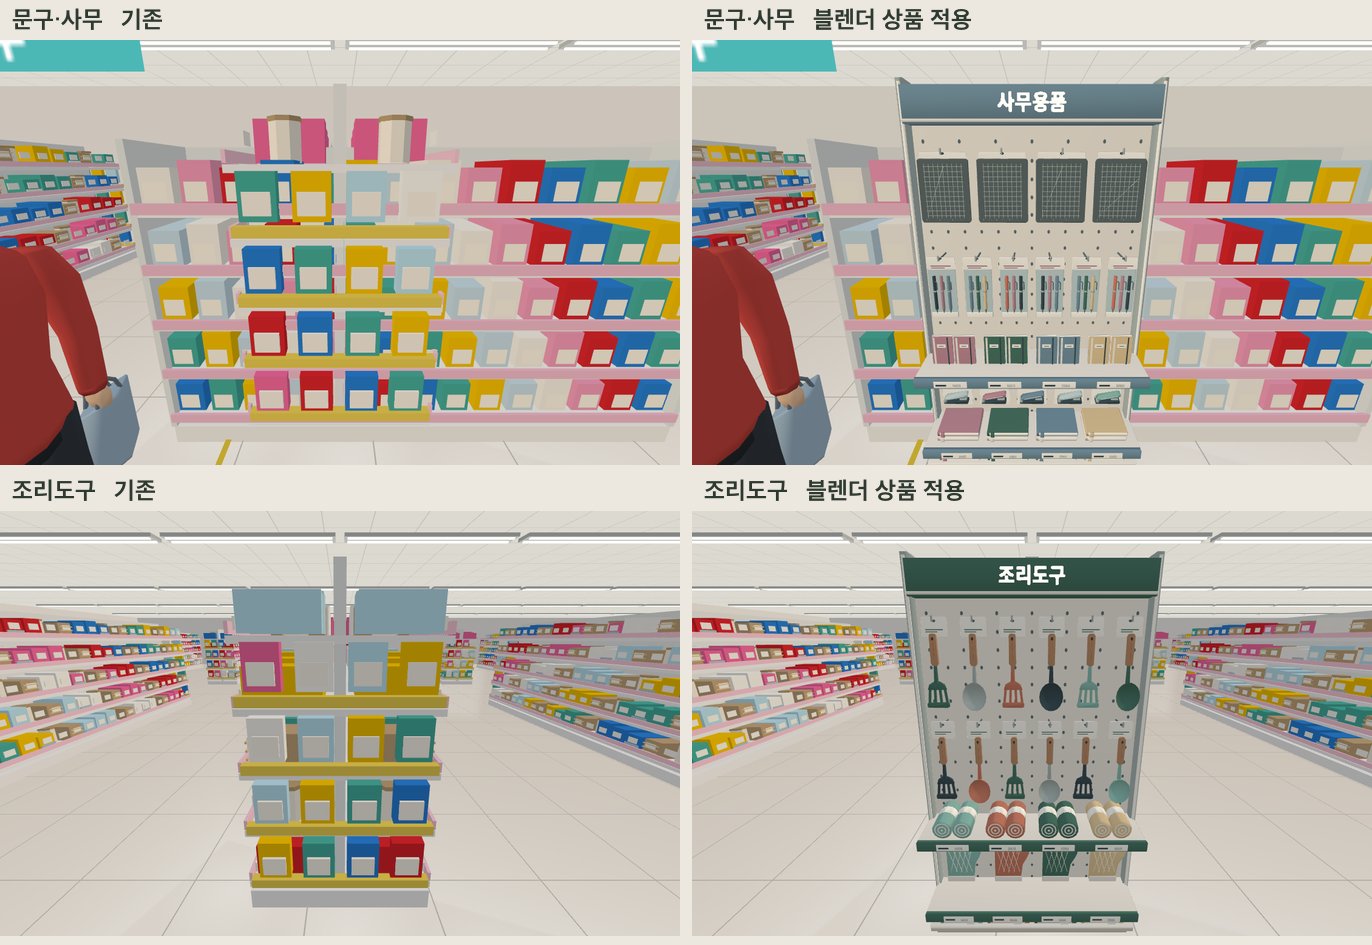 문구·사무 기존
문구·사무 블렌더 상품 적용
사무용품
조리도구 기존
조리도구 블렌더 상품 적용
조리도구